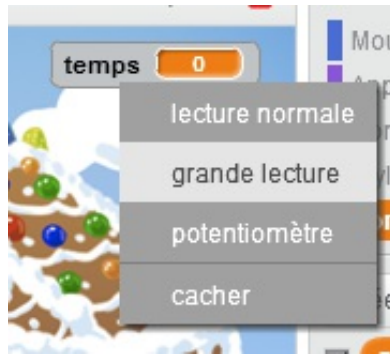 temps 0
lecture normale
grande lecture
potentiomètre
cacher